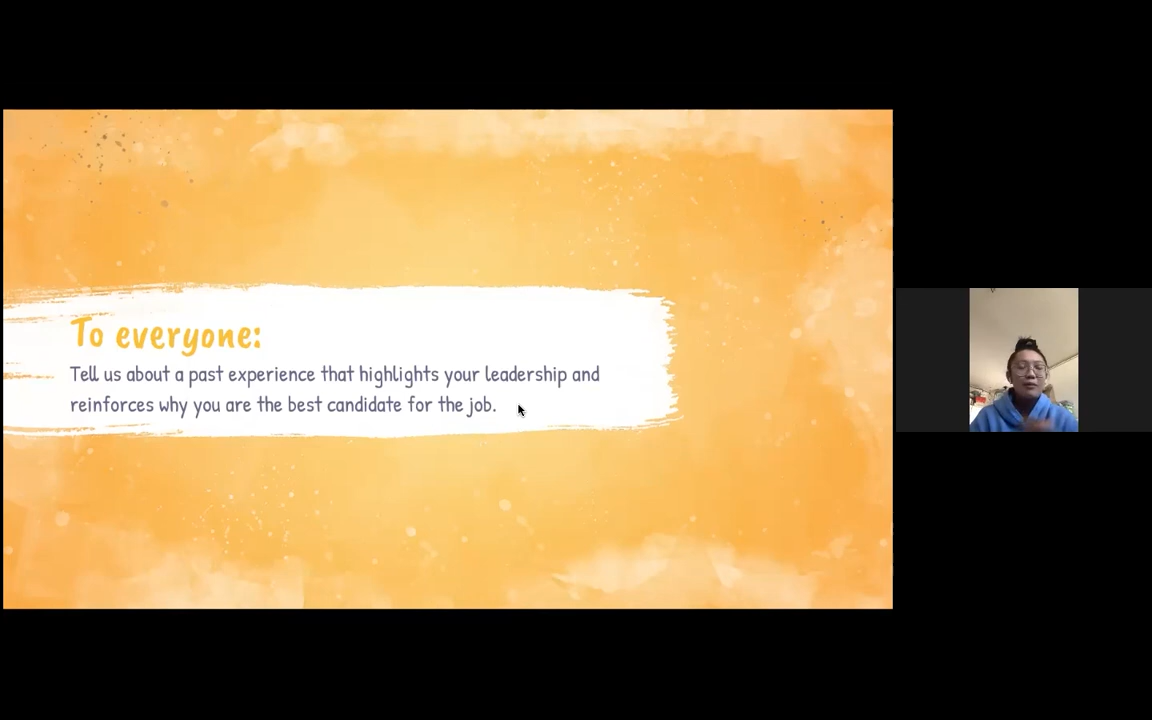 To everyone:
Tell us about a past experience that highlights your leadership and
reinforces why you are the best candidate for the job.